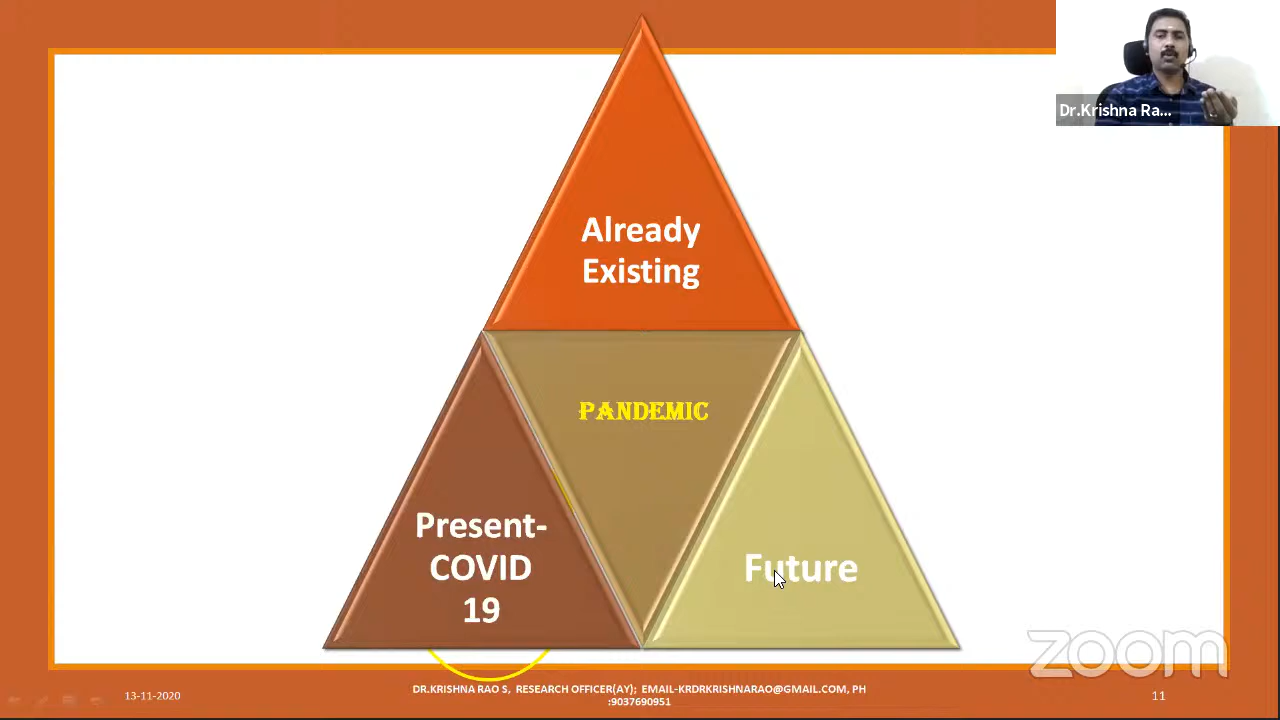 Dr.Krishna Ra...
Already
Existing
PANDEMIC
Present-
COVID
19
Future
zoom
13-11-2020
DR.KRISHNA RAO S, RESEARCH OFFICER(AY); EMAIL-KRDRKRISHNARAO@GMAIL.COM, PH
:9037690951
11